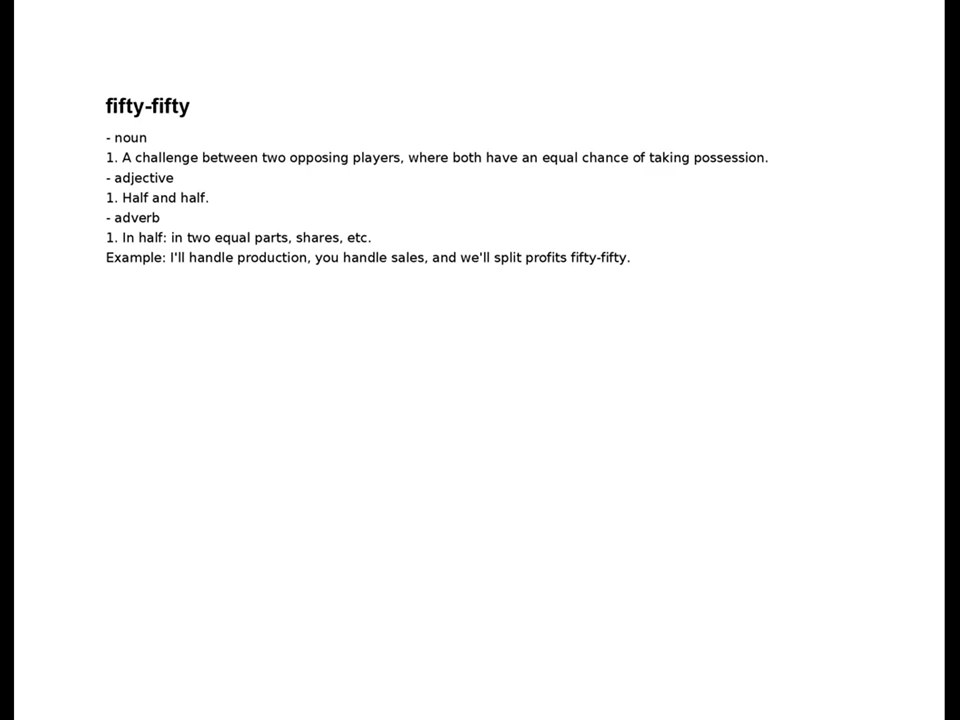 fifty-fifty
- noun
1. A challenge between two opposing players, where both have an equal chance of taking possession.
- adjective
1. Half and half.
- adverb
1. In half: in two equal parts, shares, etc.
Example: I'll handle production, you handle sales, and we'll split profits fifty-fifty.